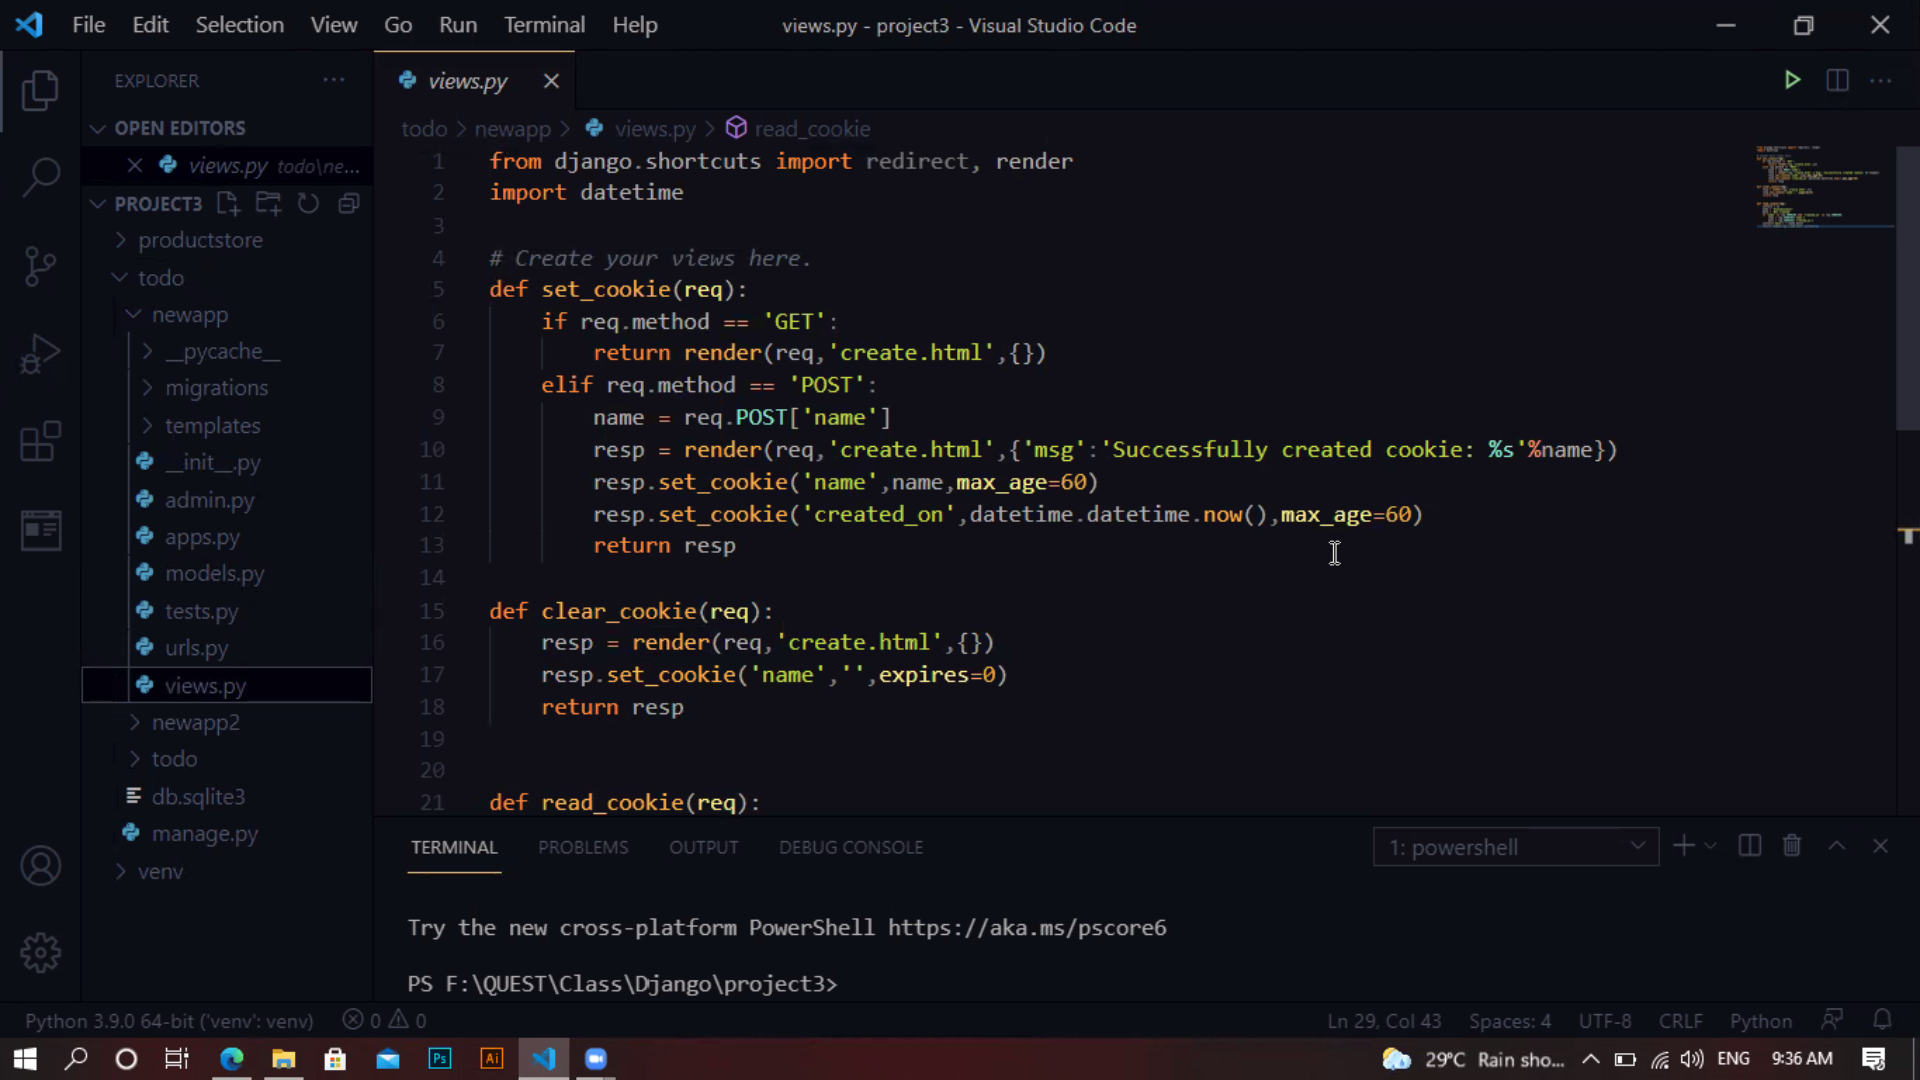 File Edit Selection View Go Run Terminal Help
views.py - project3 - Visual Studio Code
EXPLORER
OPEN EDITORS
views.py todo\ne...
PROJECT3
productstore
todo
newapp
__pycache__
migrations
templates
__init__.py
admin.py
apps.py
models.py
tests.py
urls.py
views.py
newapp2
todo
db.sqlite3
manage.py
venv
views.py
todo > newapp > views.py > read_cookie
1 from django.shortcuts import redirect, render
2 import datetime
3
4 # Create your views here.
5 def set_cookie(req):
6 if req.method == 'GET':
7 return render(req,'create.html',{})
8 elif req.method == 'POST':
9 name = req.POST['name']
10 resp = render(req,'create.html',{'msg':'Successfully created cookie: %s'%name})
11 resp.set_cookie('name',name,max_age=60)
12 resp.set_cookie('created_on',datetime.datetime.now(),max_age=60)
13 return resp
14
15 def clear_cookie(req):
16 resp = render(req,'create.html',{})
17 resp.set_cookie('name','',expires=0)
18 return resp
19
20
21 def read_cookie(req):
TERMINAL PROBLEMS OUTPUT DEBUG CONSOLE
1: powershell
Try the new cross-platform PowerShell https://aka.ms/pscore6
PS F:\QUEST\Class\Django\project3>
Python 3.9.0 64-bit ('venv': venv) 0 0
Ln 29, Col 43 Spaces: 4 UTF-8 CRLF Python
Ps Ai
29°C Rain sho... ENG 9:36 AM